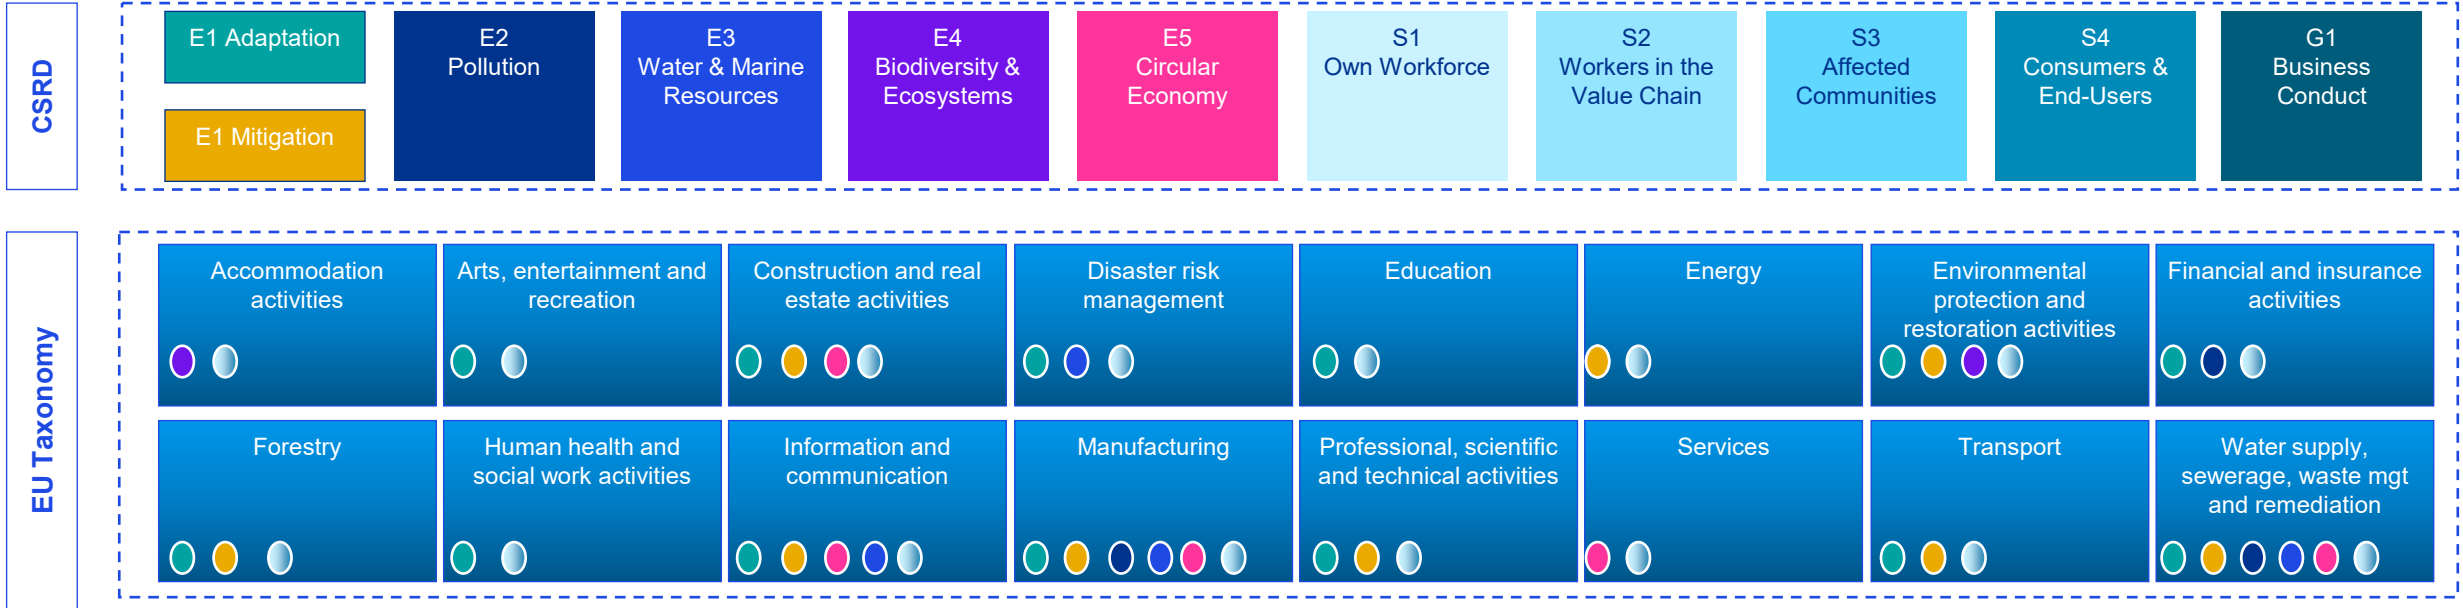 CSRD
E1 Adaptation
E1 Mitigation
E2
Pollution
E3
Water & Marine
Resources
E4
Biodiversity &
Ecosystems
E5
Circular
Economy
S1
Own Workforce
S2
Workers in the
Value Chain
S3
Affected
Communities
S4
Consumers &
End-Users
G1
Business
Conduct
EU Taxonomy
Accommodation
activities
Arts, entertainment and
recreation
Construction and real
estate activities
Disaster risk
management
Education
Energy
Environmental
protection and
restoration activities
Financial and insurance
activities
Forestry
Human health and
social work activities
Information and
communication
Manufacturing
Professional, scientific
and technical activities
Services
Transport
Water supply,
sewerage, waste mgt
and remediation